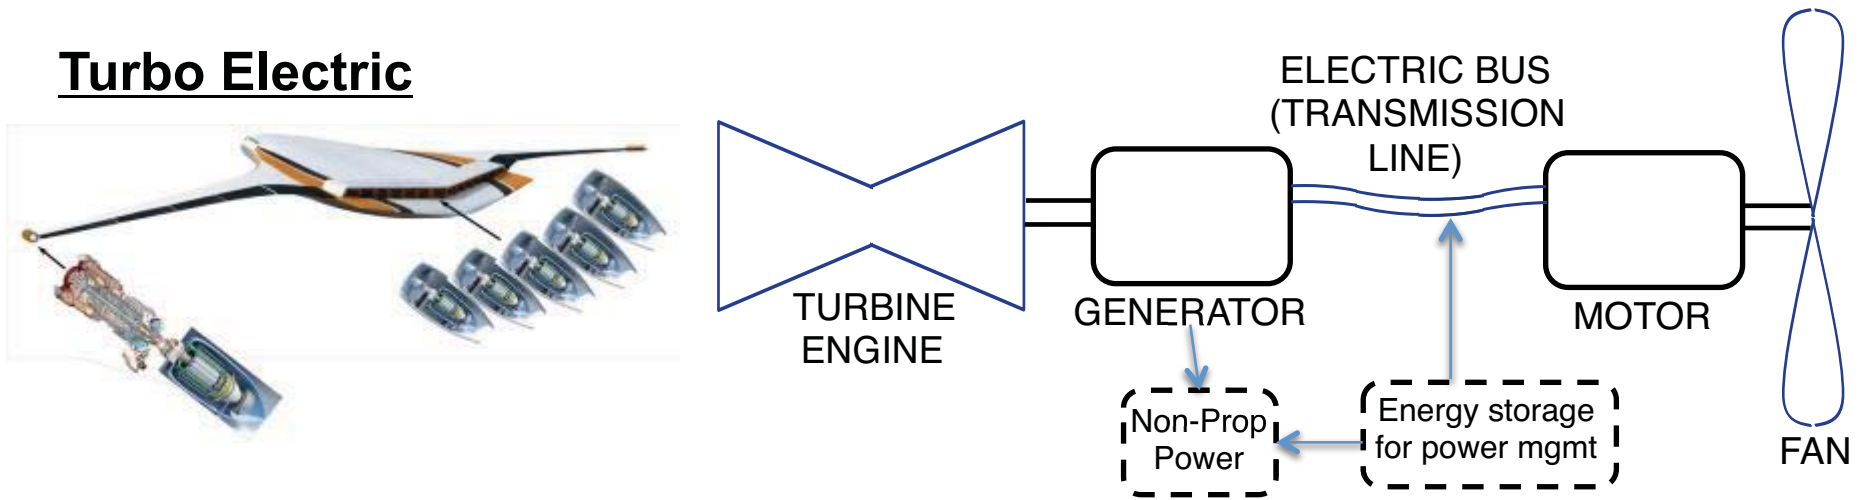 Turbo Electric
ELECTRIC BUS
(TRANSMISSION
LINE)
TURBINE
ENGINE
GENERATOR
MOTOR
Non-Prop
Power
Energy storage
for power mgmt
FAN